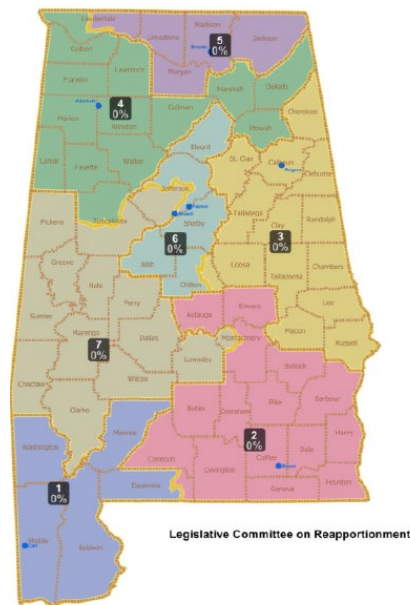 Lauderdale
Limestone
Madison
Jackson
5
0%
Colbert
Lawrence
Morgan
Franklin
Marshall
DeKalb
4
0%
Cullman
Cherokee
Marion
Winston
Etowah
Blount
Lamar
Fayette
Walker
St. Clair
Calhoun
Cleburne
Jefferson
Pickens
Tuscaloosa
Shelby
Talladega
Randolph
Clay
6
0%
3
0%
Greene
Bibb
Hale
Chilton
Coosa
Tallapoosa
Chambers
Perry
Sumter
Autauga
Elmore
Lee
Marengo
Dallas
Montgomery
Macon
Russell
7
0%
Lowndes
Bullock
Choctaw
Wilcox
Butler
Crenshaw
Pike
Barbour
Clarke
Monroe
2
0%
Henry
Washington
Conecuh
Coffee
Dale
Covington
Houston
Escambia
Geneva
1
0%
Mobile
Baldwin
Legislative Committee on Reapportionment